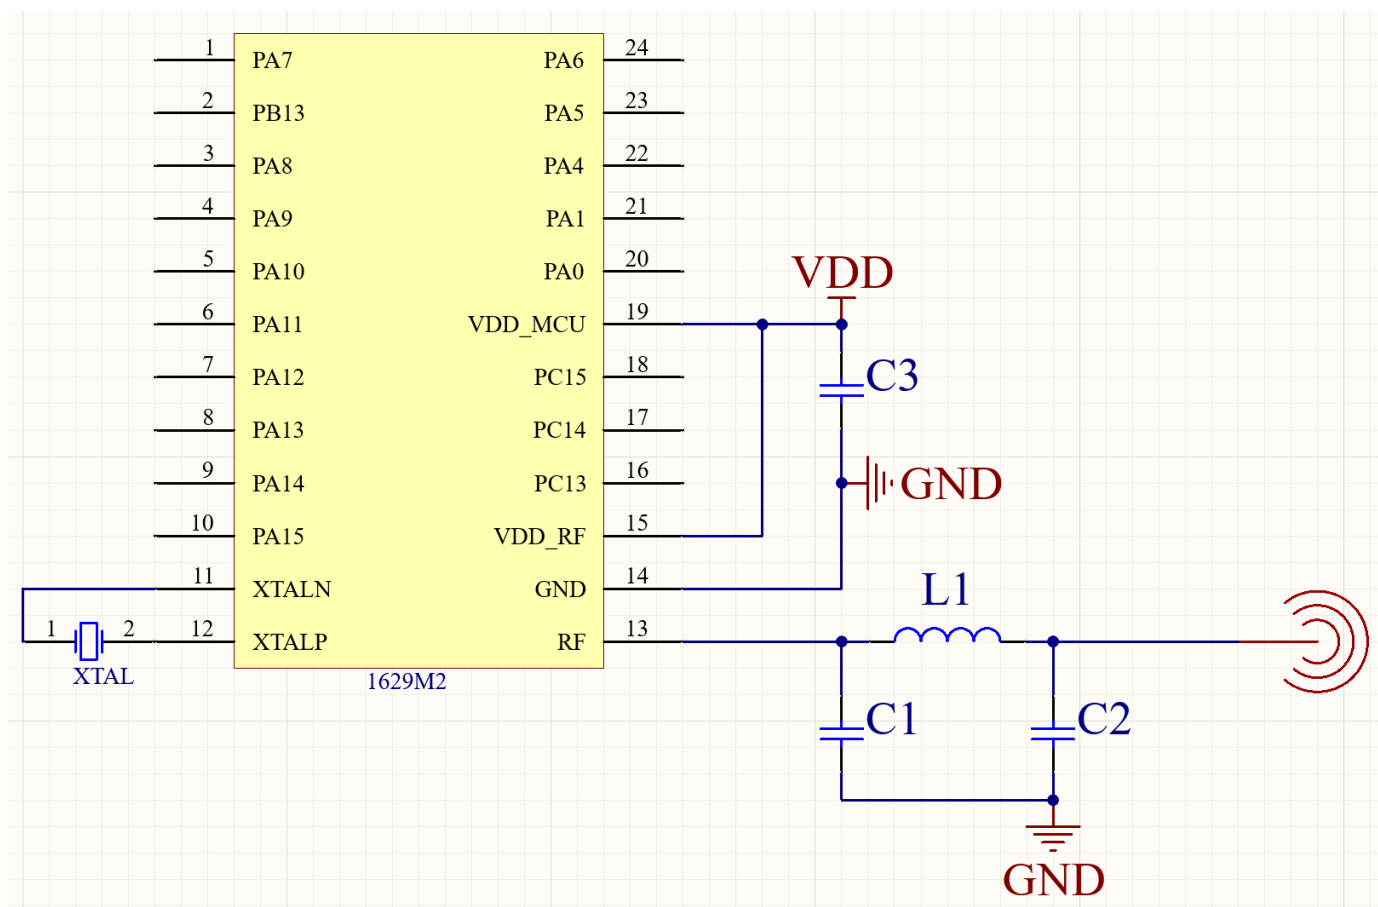 1 PA7 PA6 24
2 PB13 PA5 23
3 PA8 PA4 22
4 PA9 PA1 21
5 PA10 PA0 20
VDD
6 PA11 VDD_MCU 19
7 PA12 PC15 18
C3
8 PA13 PC14 17
9 PA14 PC13 16
GND
10 PA15 VDD_RF 15
11 XTALN GND 14
L1
1 2 12 XTALP RF 13
XTAL
1629M2
C1
C2
GND